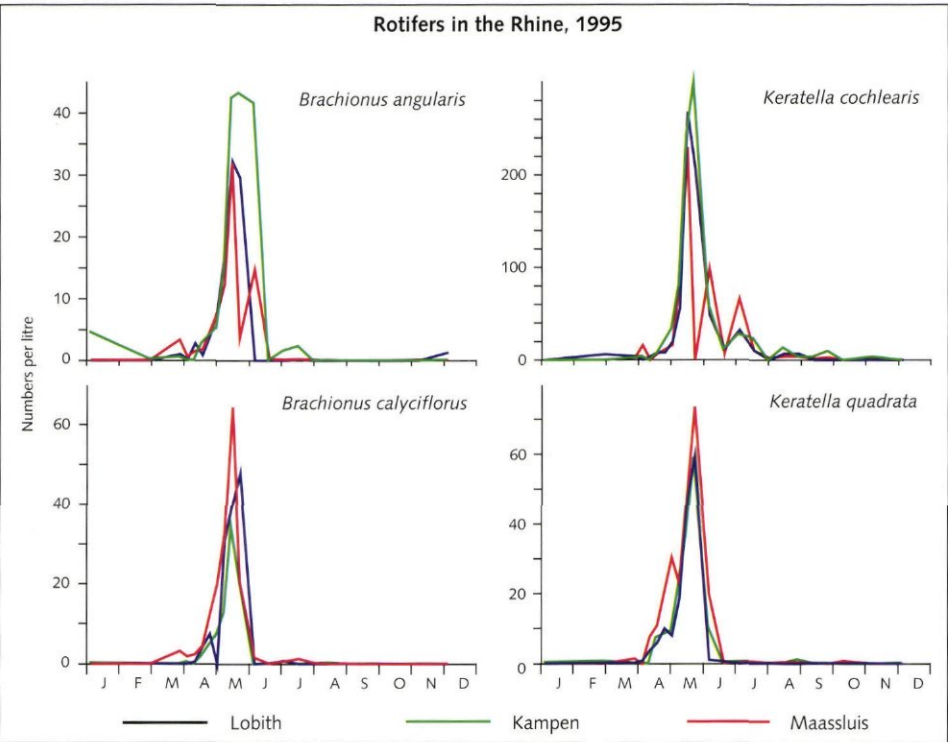 Rotifers in the Rhine, 1995
Brachionus angularis
Keratella cochlearis
40
30
20
10
0
200
100
0
Numbers per litre
Brachionus calyciflorus
Keratella quadrata
60
40
20
0
60
40
20
0
J F M A M J J A S O N D
J F M A M J J A S O N D
Lobith Kampen Maassluis